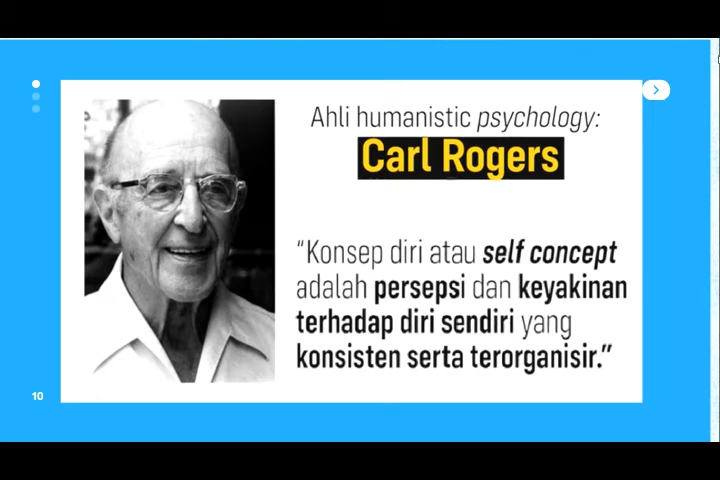 Ahli humanistic psychology:
Carl Rogers
“Konsep diri atau self concept
adalah persepsi dan keyakinan
terhadap diri sendiri yang
konsisten serta terorganisir.”
10